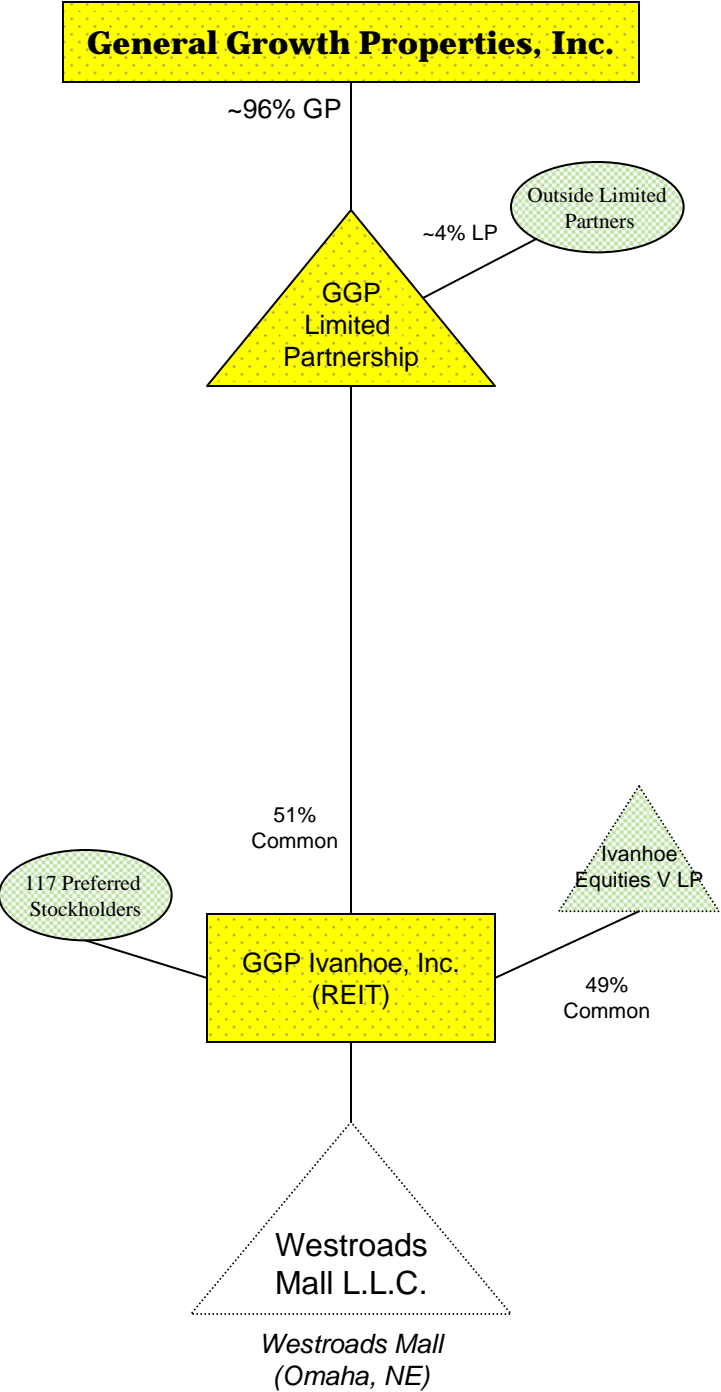 General Growth Properties, Inc.
~96% GP
Outside Limited
Partners
~4% LP
GGP
Limited
Partnership
51%
Common
Ivanhoe
Equities V LP
117 Preferred
Stockholders
GGP Ivanhoe, Inc.
(REIT)
49%
Common
Westroads
Mall L.L.C.
Westroads Mall
(Omaha, NE)